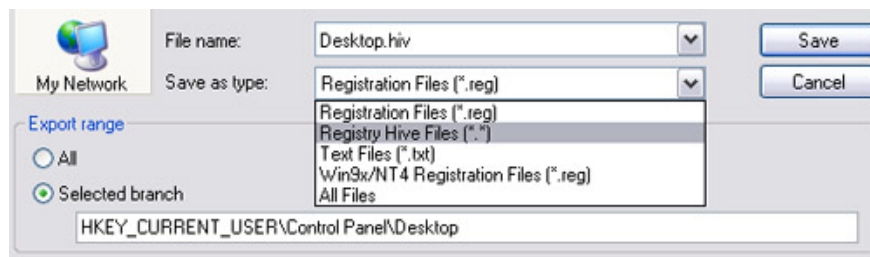 File name: Desktop.hiv Save
My Network Save as type: Registration Files (*.reg) Cancel
Registration Files (*.reg)
Registry Hive Files (*.*)
Text Files (*.txt)
Win9x/NT4 Registration Files (*.reg)
All Files
Export range
All
Selected branch
HKEY_CURRENT_USER\Control Panel\Desktop